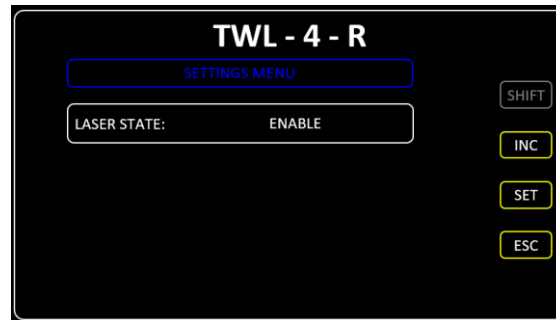 TWL - 4 - R
SETTINGS MENU
LASER STATE: ENABLE
SHIFT
INC
SET
ESC